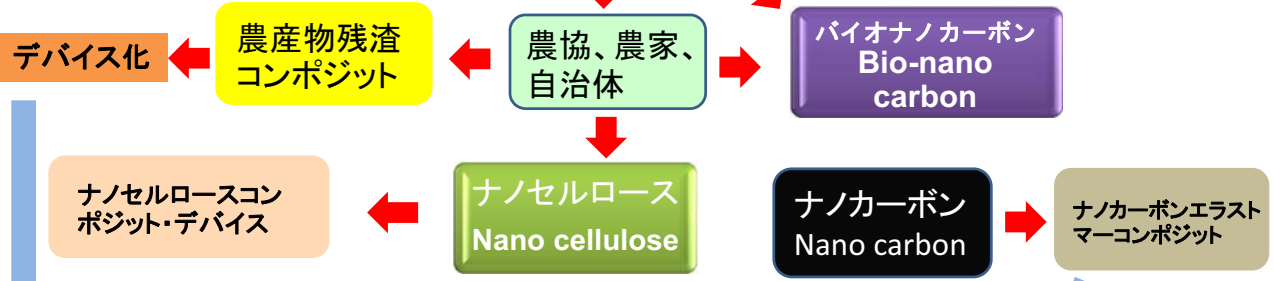 デバイス化
農産物残渣
コンポジット
農協、農家、
自治体
バイオナノカーボン
Bio-nano
carbon
ナノセルロースコン
ポジット・デバイス
ナノセルロース
Nano cellulose
ナノカーボン
Nano carbon
ナノカーボンエラスト
マーコンポジット